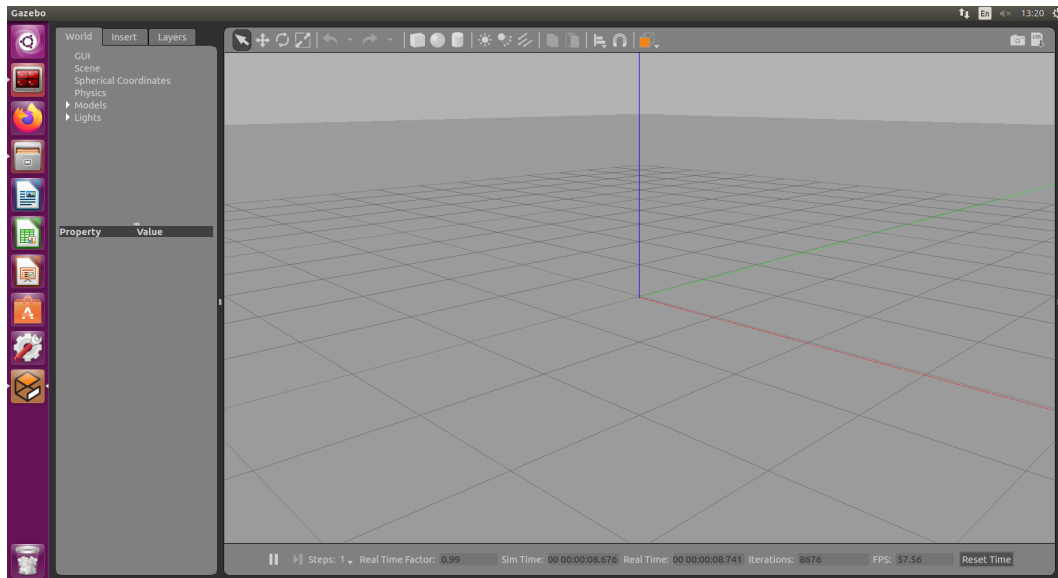 Gazebo En 13:20
World Insert Layers
GUI
Scene
Spherical Coordinates
Physics
Models
Lights
Property Value
Steps: 1 Real Time Factor: 0.99 Sim Time: 00 00:00:08.676 Real Time: 00 00:00:08.741 Iterations: 8676 FPS: 57.56 Reset Time